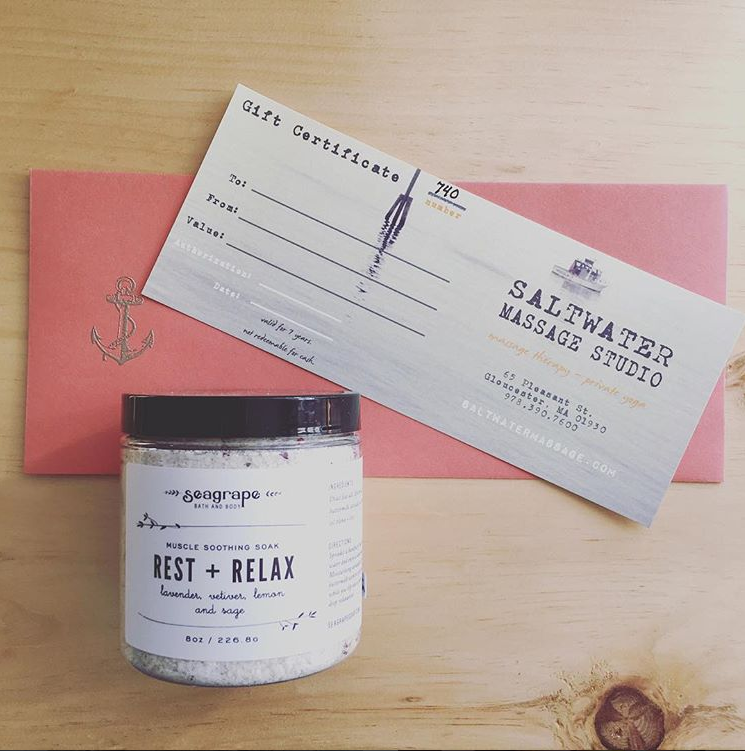 Gift Certificate
740
number
To:
From:
Value:
Authorization:
Date:
valid for 7 years.
not redeemable for cash.
SALTWATER
MASSAGE STUDIO
massage therapy - private yoga
65 Pleasant St.
Gloucester, MA 01930
978.390.7600
SALTWATERMASSAGE.COM
seagrape
BATH AND BODY
MUSCLE SOOTHING SOAK
REST + RELAX
lavender, vetiver, lemon
and sage
8oz / 226.8g
INGREDIENTS
DIRECTIONS